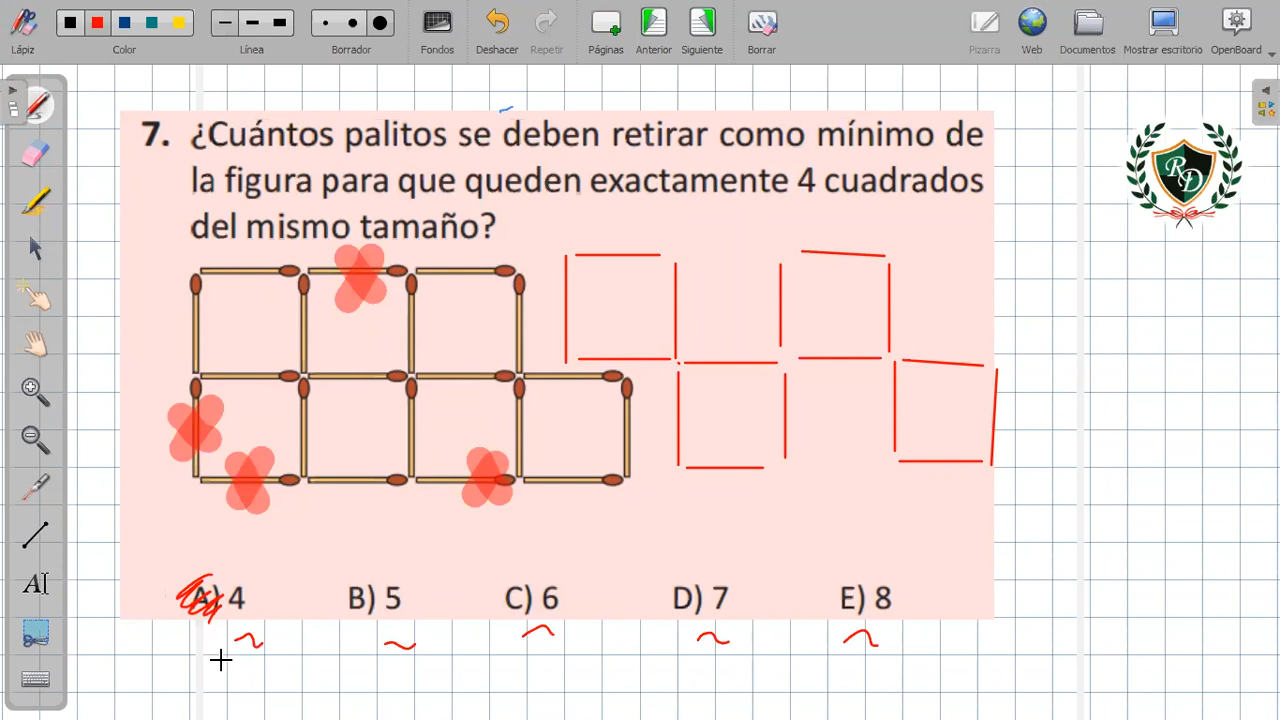 Lápiz Color Línea Borrador Fondos Deshacer Repetir Páginas Anterior Siguiente Borrar Pizarra Web Documentos Mostrar escritorio OpenBoard
7. ¿Cuántos palitos se deben retirar como mínimo de
la figura para que queden exactamente 4 cuadrados
del mismo tamaño?
A) 4 B) 5 C) 6 D) 7 E) 8
RD
AI